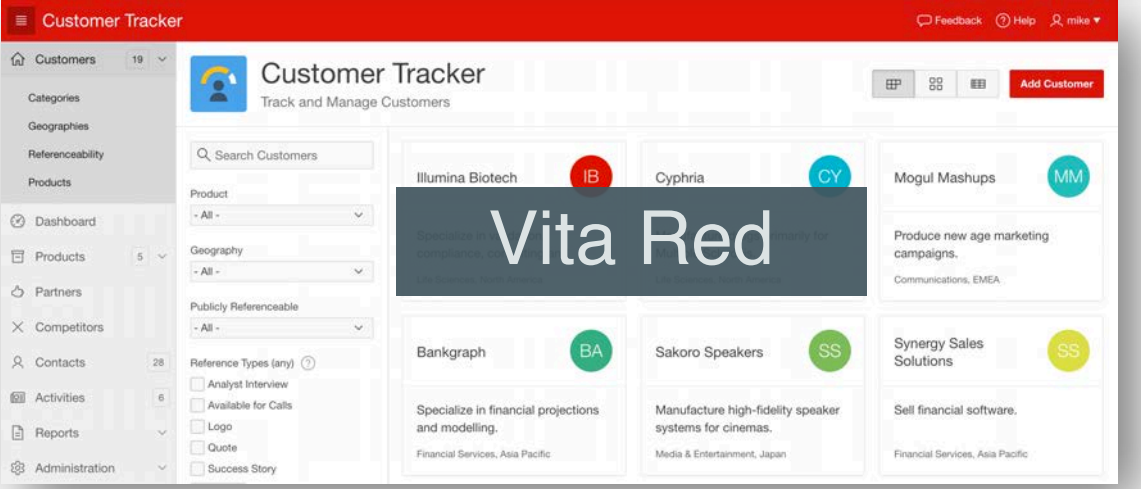 Customer Tracker
Feedback
Help
mike
Customers 19
Categories
Geographies
Referenceability
Products
Dashboard
Products 5
Partners
Competitors
Contacts 28
Activities 6
Reports
Administration
Customer Tracker
Track and Manage Customers
Add Customer
Search Customers
Product
- All -
Geography
- All -
Publicly Referenceable
- All -
Reference Types (any) ?
Analyst Interview
Available for Calls
Logo
Quote
Success Story
Illumina Biotech IB
Cyphria CY
Mogul Mashups MM
Produce new age marketing
campaigns.
Communications, EMEA
Vita Red
Bankgraph BA
Specialize in financial projections
and modelling.
Financial Services, Asia Pacific
Sakoro Speakers SS
Manufacture high-fidelity speaker
systems for cinemas.
Media & Entertainment, Japan
Synergy Sales
Solutions SS
Sell financial software.
Financial Services, Asia Pacific